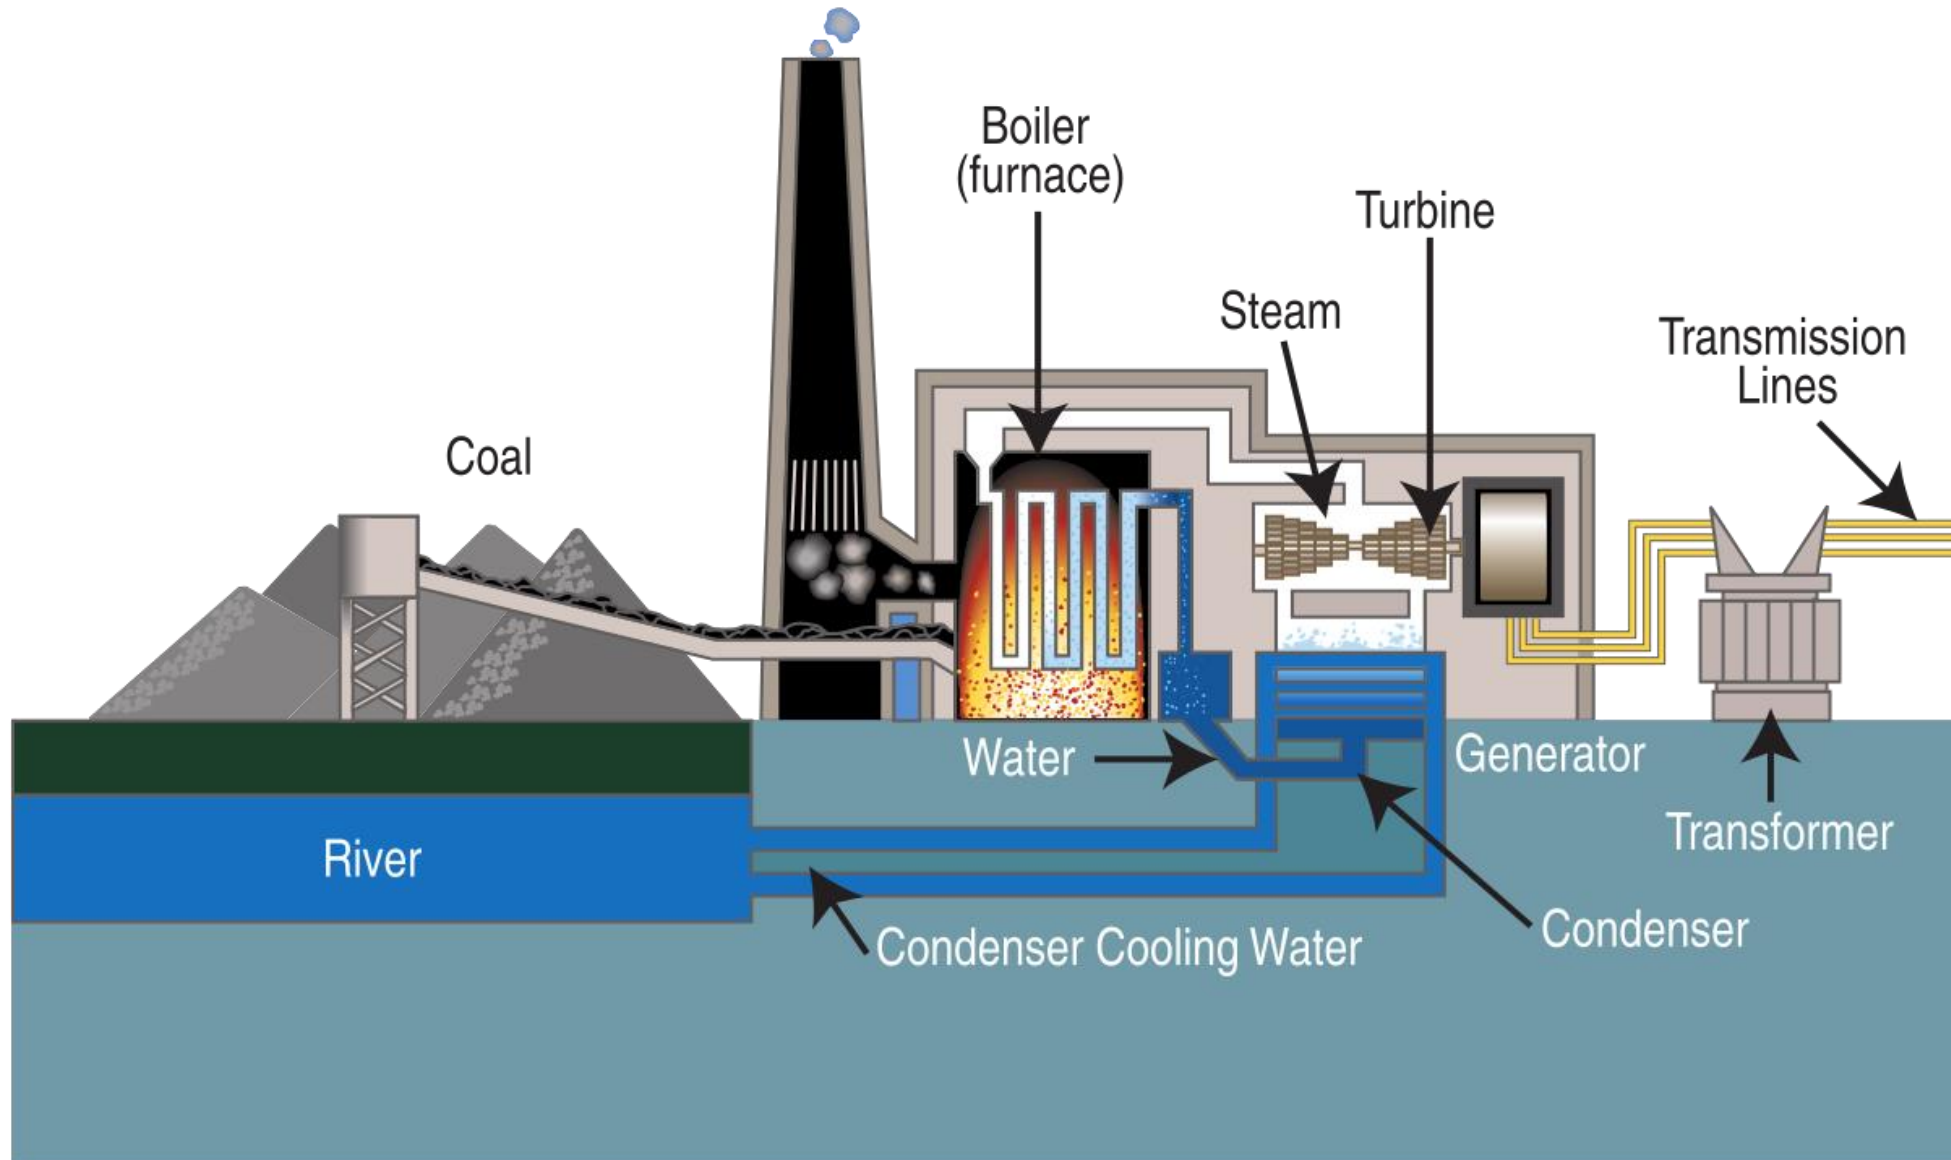 Boiler
(furnace)
Turbine
Steam
Transmission
Lines
Coal
Water
Generator
Transformer
River
Condenser Cooling Water
Condenser